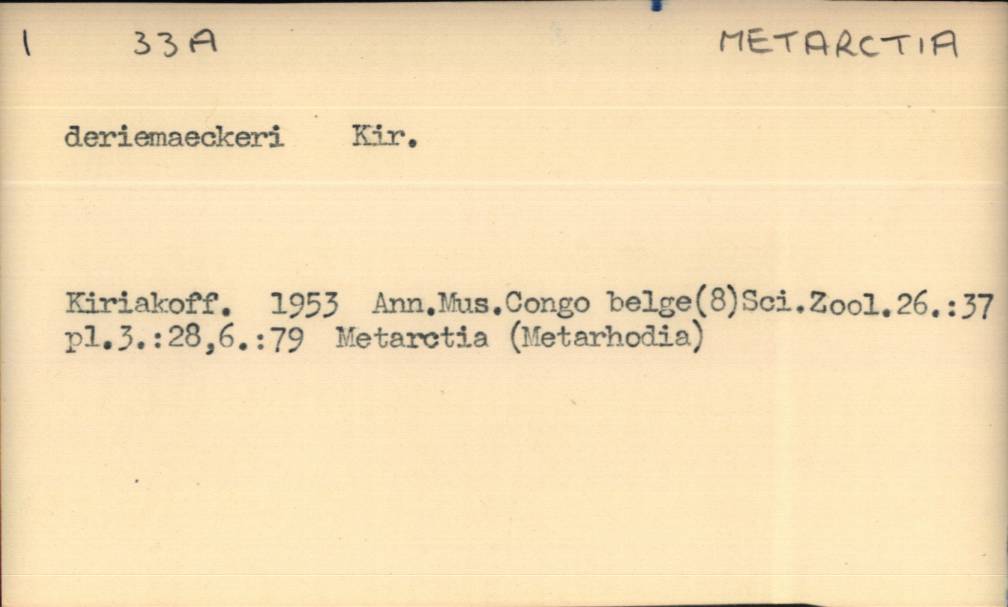 1 33A METARCTIA
deriemaeckeri Kir.
Kiriakoff. 1953 Ann.Mus.Congo belge(8)Sci.Zool.26.:37
pl.3.:28,6.:79 Metarctia (Metarhodia)